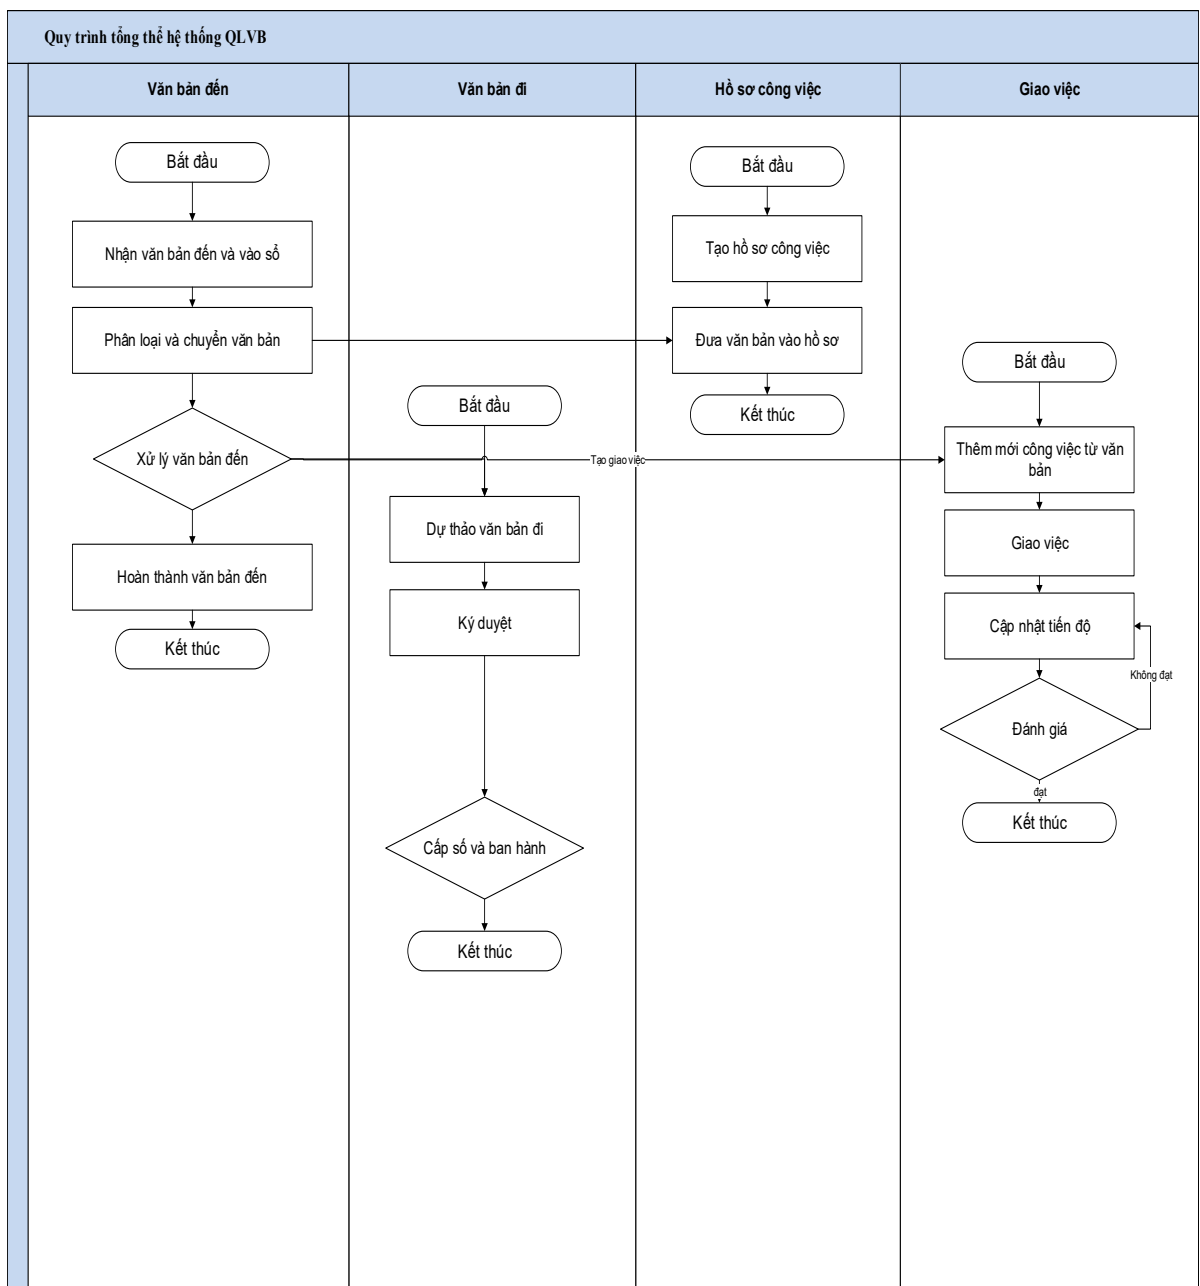 Quy trình tổng thể hệ thống QLVB
Văn bản đến
Văn bản đi
Hồ sơ công việc
Giao việc
Bắt đầu
Nhận văn bản đến và vào sổ
Phân loại và chuyển văn bản
Xử lý văn bản đến
Hoàn thành văn bản đến
Kết thúc
Bắt đầu
Dự thảo văn bản đi
Ký duyệt
Cấp số và ban hành
Kết thúc
Bắt đầu
Tạo hồ sơ công việc
Đưa văn bản vào hồ sơ
Kết thúc
Tạo giao việc
Bắt đầu
Thêm mới công việc từ văn
bản
Giao việc
Cập nhật tiến độ
Không đạt
Đánh giá
đạt
Kết thúc